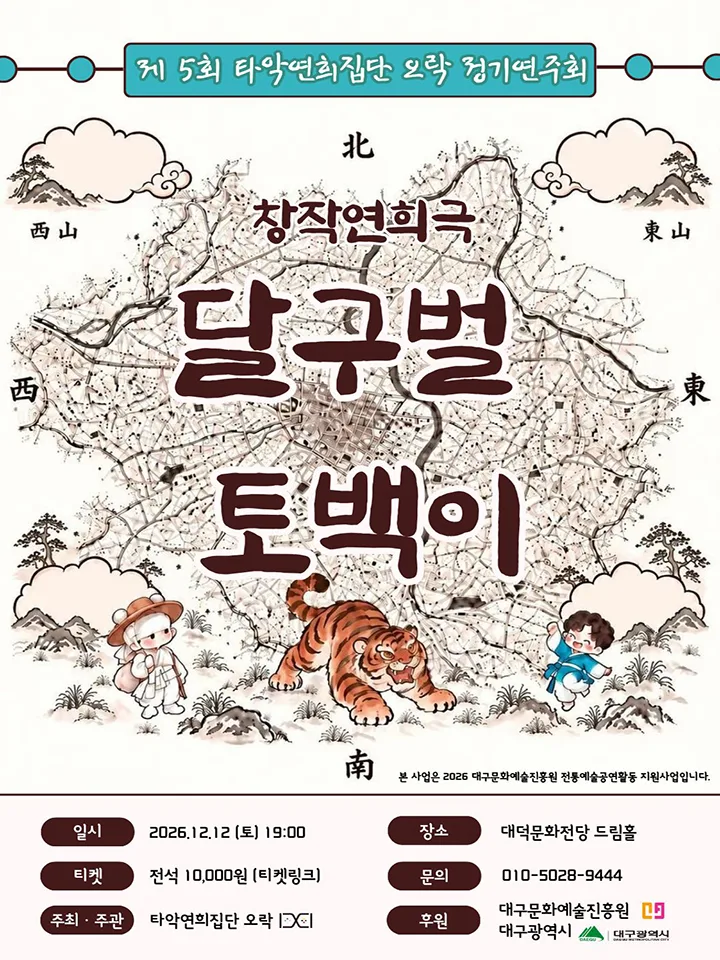 제 5회 타악연희집단 오락 정기연주회
北
창작연희극
西山
東山
달구벌
西
東
토백이
南
본 사업은 2026 대구문화예술진흥원 전통예술공연활동 지원사업입니다.
일시 2026.12.12 (토) 19:00
장소 대덕문화전당 드림홀
티켓 전석 10,000원 (티켓링크)
문의 010-5028-9444
주최 · 주관 타악연희집단 오락
후원 대구문화예술진흥원
대구광역시 DAEGU 대구광역시
DAEGU METROPOLITAN CITY